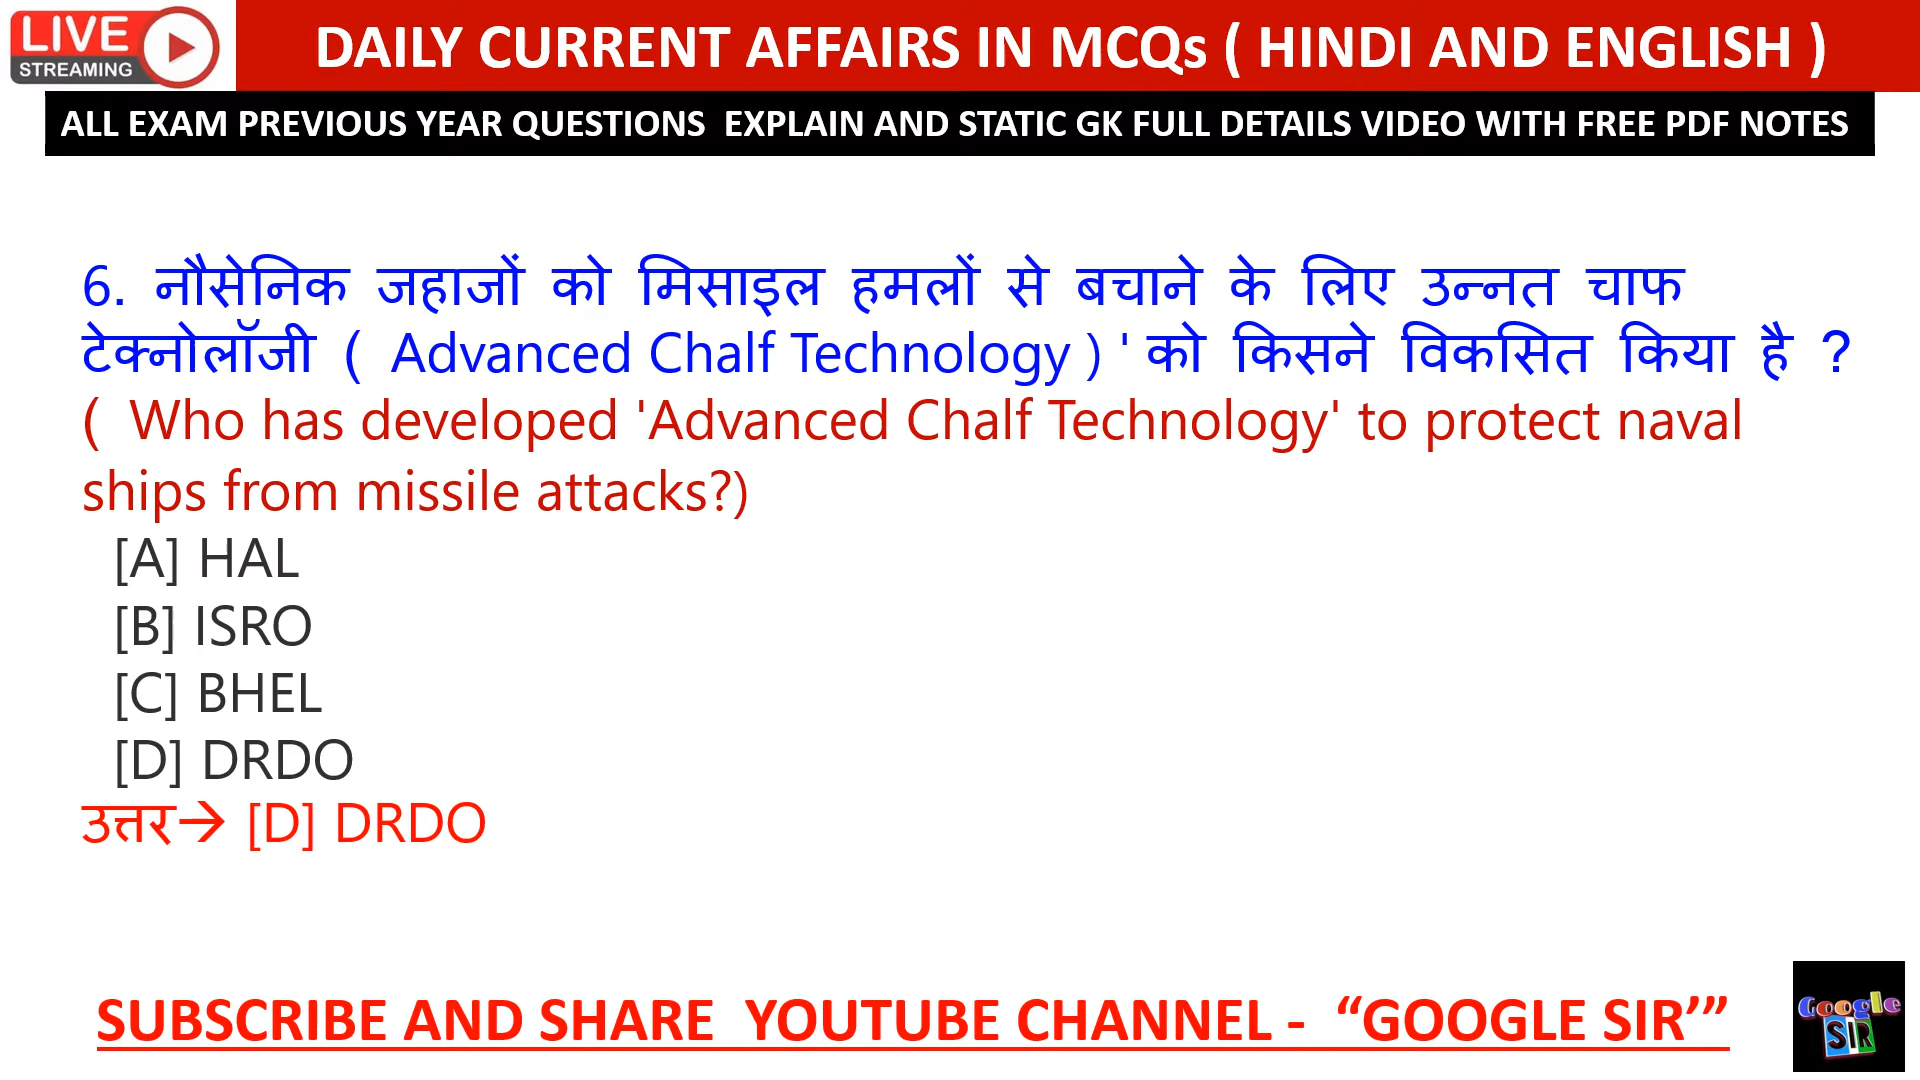 LIVE
STREAMING
DAILY CURRENT AFFAIRS IN MCQs ( HINDI AND ENGLISH )
ALL EXAM PREVIOUS YEAR QUESTIONS EXPLAIN AND STATIC GK FULL DETAILS VIDEO WITH FREE PDF NOTES
6. नौसेनिक जहाजों को मिसाइल हमलों से बचाने के लिए उन्नत चाफ
टेक्नोलॉजी ( Advanced Chalf Technology ) ' को किसने विकसित किया है ?
( Who has developed 'Advanced Chalf Technology' to protect naval
ships from missile attacks?)
[A] HAL
[B] ISRO
[C] BHEL
[D] DRDO
उत्तर→ [D] DRDO
SUBSCRIBE AND SHARE YOUTUBE CHANNEL - “GOOGLE SIR’”
Google
SIR